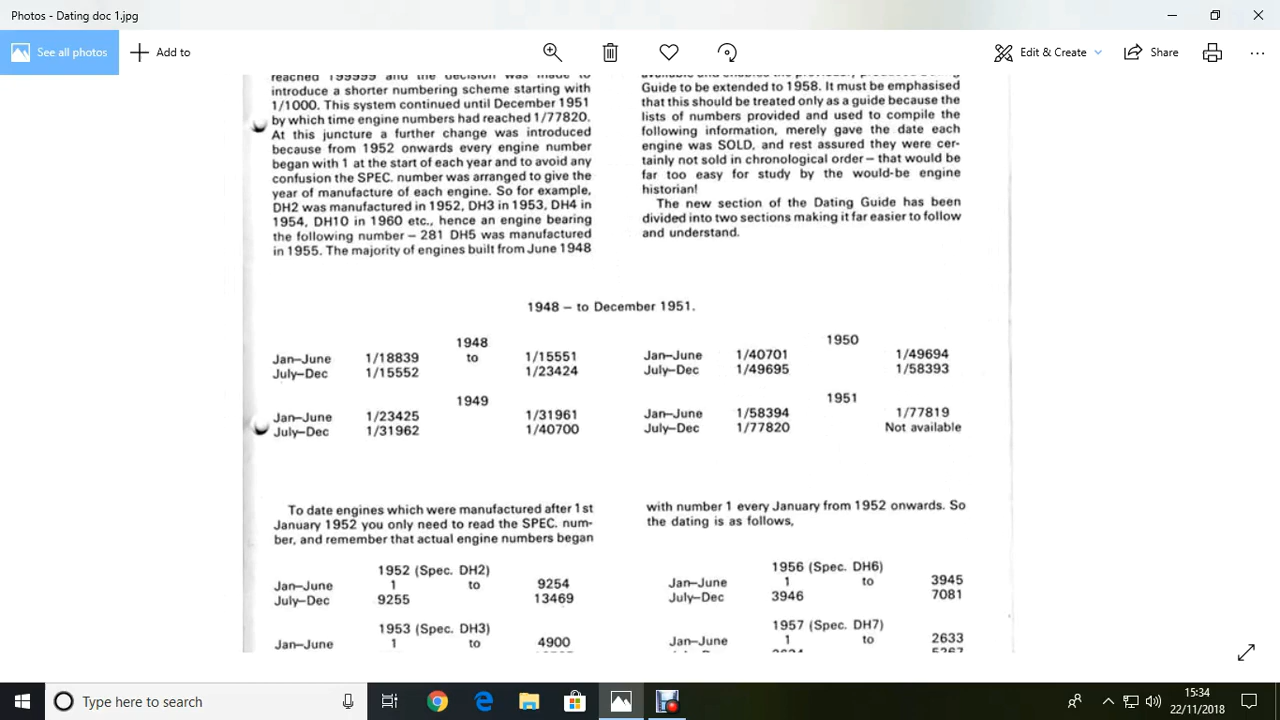 Photos - Dating doc 1.jpg
See all photos
Add to
Edit & Create
Share
reached 199999 and the decision was made to
introduce a shorter numbering scheme starting with
1/1000. This system continued until December 1951
by which time engine numbers had reached 1/77820.
At this juncture a further change was introduced
because from 1952 onwards every engine number
began with 1 at the start of each year and to avoid any
confusion the SPEC. number was arranged to give the
year of manufacture of each engine. So for example,
DH2 was manufactured in 1952, DH3 in 1953, DH4 in
1954, DH10 in 1960 etc., hence an engine bearing
the following number – 281 DH5 was manufactured
in 1955. The majority of engines built from June 1948
available and enabled the previously produced Dating
Guide to be extended to 1958. It must be emphasised
that this should be treated only as a guide because the
lists of numbers provided and used to compile the
following information, merely gave the date each
engine was SOLD, and rest assured they were cer-
tainly not sold in chronological order – that would be
far too easy for study by the would-be engine
historian!
The new section of the Dating Guide has been
divided into two sections making it far easier to follow
and understand.
1948 – to December 1951.
1948
Jan–June 1/18839 to 1/15551
July–Dec 1/15552 1/23424
1949
Jan–June 1/23425 1/31961
July–Dec 1/31962 1/40700
1950
Jan–June 1/40701 1/49694
July–Dec 1/49695 1/58393
1951
Jan–June 1/58394 1/77819
July–Dec 1/77820 Not available
To date engines which were manufactured after 1st
January 1952 you only need to read the SPEC. num-
ber, and remember that actual engine numbers began
with number 1 every January from 1952 onwards. So
the dating is as follows,
1952 (Spec. DH2)
Jan–June 1 to 9254
July–Dec 9255 13469
1953 (Spec. DH3)
Jan–June 1 to 4900
1956 (Spec. DH6)
Jan–June 1 to 3945
July–Dec 3946 7081
1957 (Spec. DH7)
Jan–June 1 to 2633
Type here to search
15:34
22/11/2018